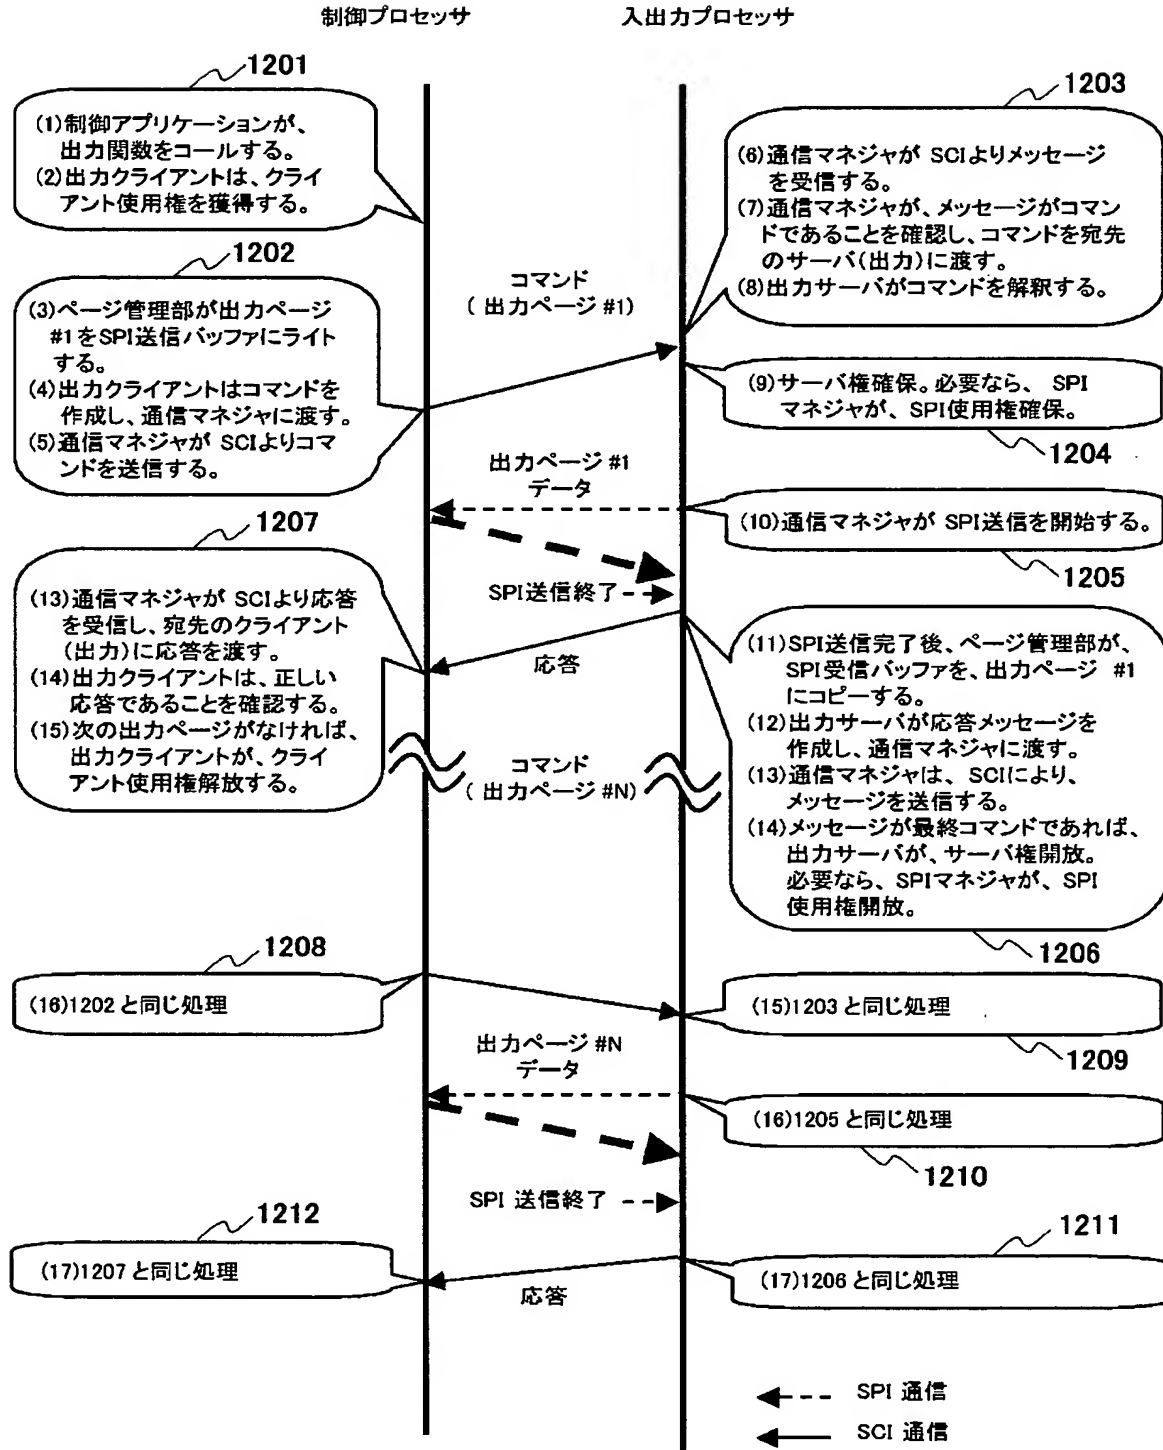 制御プロセッサ
入出力プロセッサ
1201
(1)制御アプリケーションが、
出力関数をコールする。
(2)出力クライアントは、クライ
アント使用権を獲得する。
1203
(6)通信マネジャが SCIよりメッセージ
を受信する。
(7)通信マネジャが、メッセージがコマン
ドであることを確認し、コマンドを宛先
のサーバ(出力)に渡す。
(8)出力サーバがコマンドを解釈する。
1202
(3)ページ管理部が出力ページ
#1をSPI送信バッファにライト
する。
(4)出力クライアントはコマンドを
作成し、通信マネジャに渡す。
(5)通信マネジャが SCIよりコマ
ンドを送信する。
コマンド
( 出力ページ #1)
(9)サーバ権確保。必要なら、 SPI
マネジャが、SPI使用権確保。
1204
出力ページ #1
データ
(10)通信マネジャが SPI送信を開始する。
1205
1207
(13)通信マネジャが SCIより応答
を受信し、宛先のクライアント
(出力)に応答を渡す。
(14)出力クライアントは、正しい
応答であることを確認する。
(15)次の出力ページがなければ、
出力クライアントが、クライ
アント使用権解放する。
SPI送信終了
応答
(11)SPI送信完了後、ページ管理部が、
SPI受信バッファを、出力ページ #1
にコピーする。
(12)出力サーバが応答メッセージを
作成し、通信マネジャに渡す。
(13)通信マネジャは、SCIにより、
メッセージを送信する。
(14)メッセージが最終コマンドであれば、
出力サーバが、サーバ権開放。
必要なら、SPIマネジャが、SPI
使用権開放。
1206
コマンド
( 出力ページ #N)
1208
(16)1202 と同じ処理
(15)1203 と同じ処理
1209
出力ページ #N
データ
(16)1205 と同じ処理
1210
SPI 送信終了
1212
(17)1207 と同じ処理
1211
(17)1206 と同じ処理
応答
SPI 通信
SCI 通信